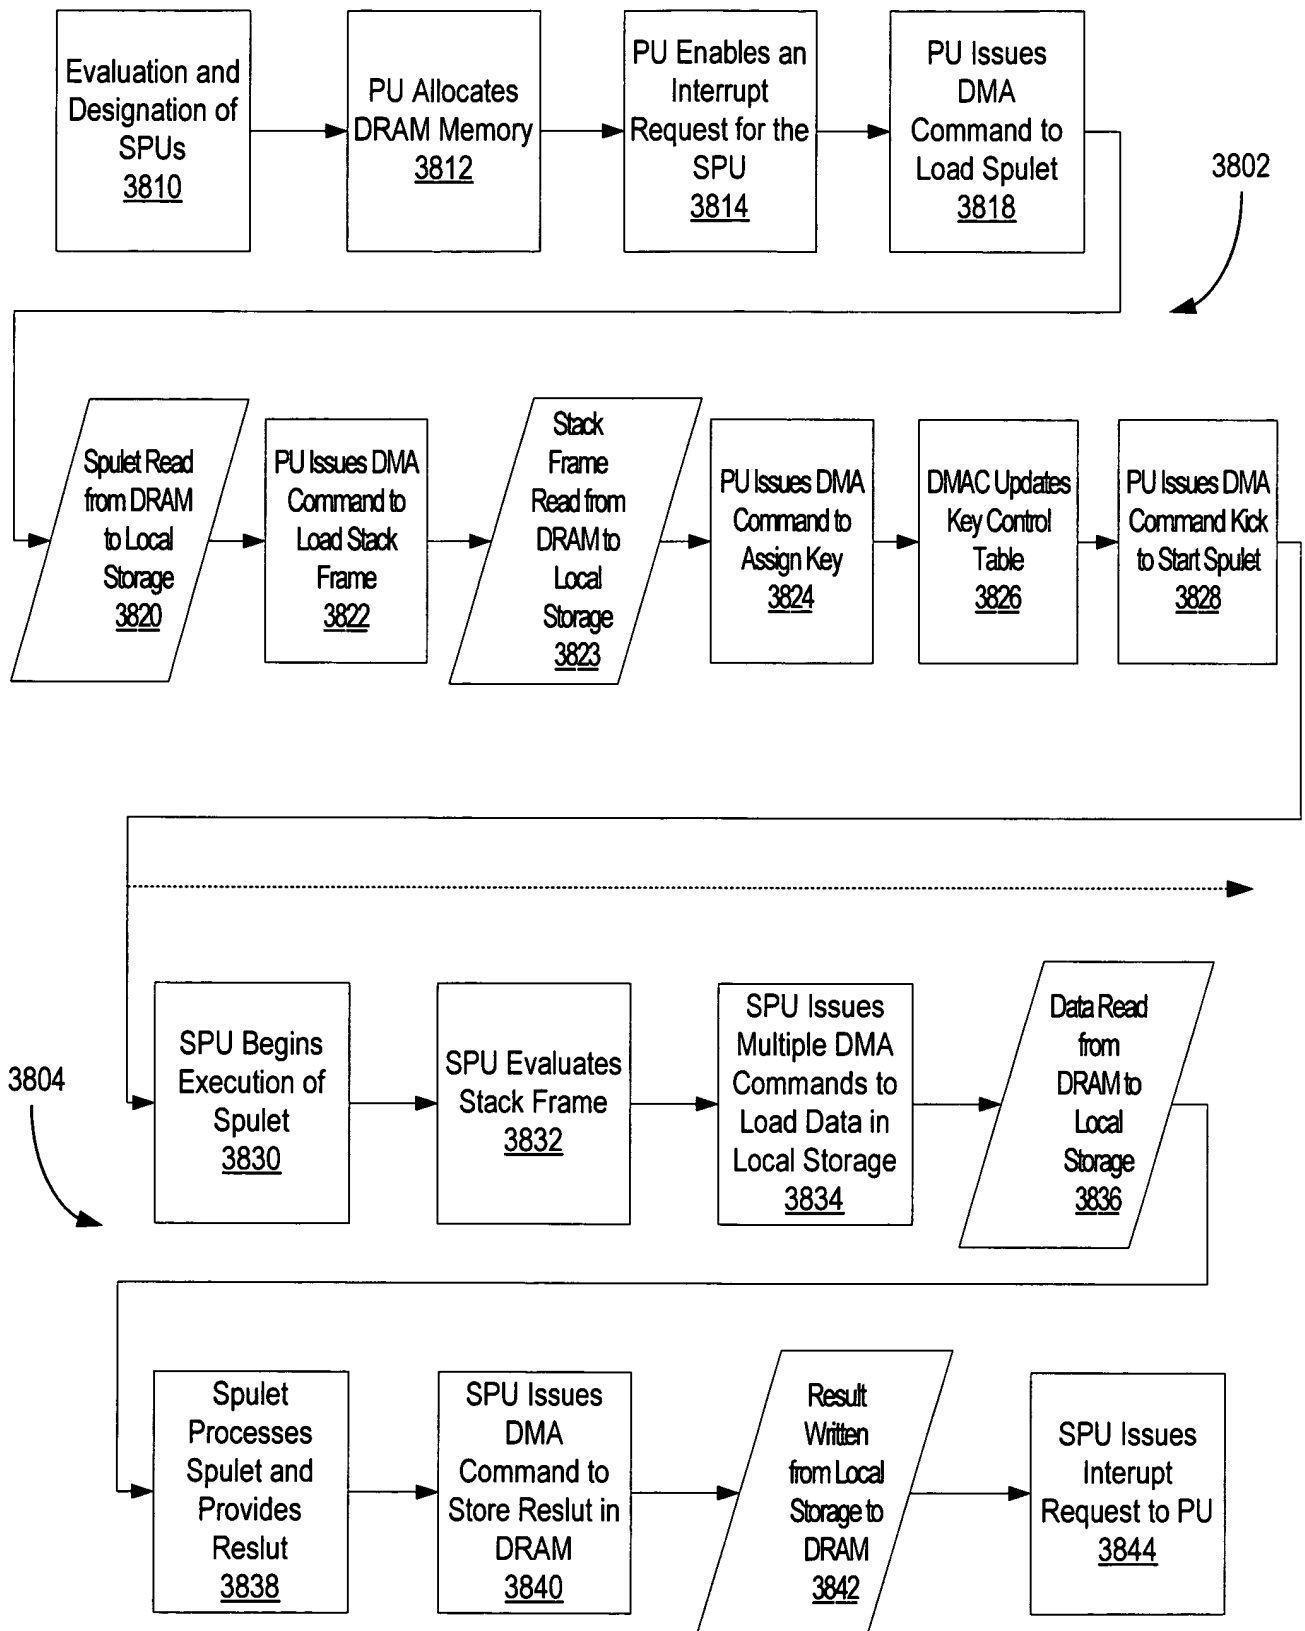 Evaluation and
Designation of
SPUs
3810
PU Allocates
DRAM Memory
3812
PU Enables an
Interrupt
Request for the
SPU
3814
PU Issues
DMA
Command to
Load Spulet
3818
3802
Spulet Read
from DRAM
to Local
Storage
3820
PU Issues DMA
Command to
Load Stack
Frame
3822
Stack
Frame
Read from
DRAM to
Local
Storage
3823
PU Issues DMA
Command to
Assign Key
3824
DMAC Updates
Key Control
Table
3826
PU Issues DMA
Command Kick
to Start Spulet
3828
3804
SPU Begins
Execution of
Spulet
3830
SPU Evaluates
Stack Frame
3832
SPU Issues
Multiple DMA
Commands to
Load Data in
Local Storage
3834
Data Read
from
DRAM to
Local
Storage
3836
Spulet
Processes
Spulet and
Provides
Reslut
3838
SPU Issues
DMA
Command to
Store Reslut in
DRAM
3840
Result
Written
from Local
Storage to
DRAM
3842
SPU Issues
Interupt
Request to PU
3844